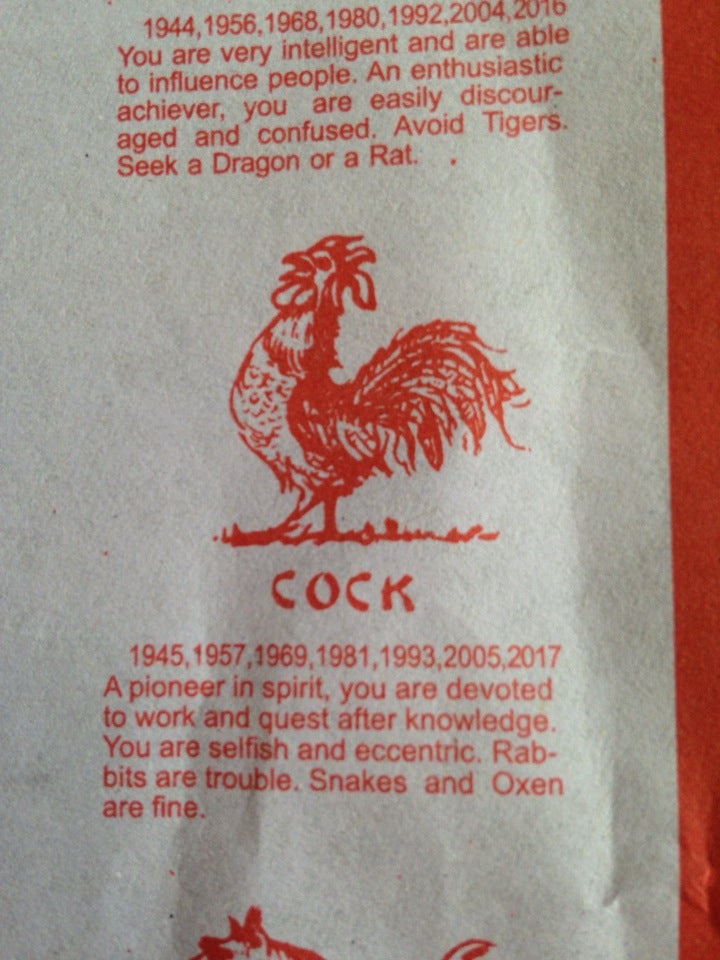 1944,1956,1968,1980,1992,2004,2016
You are very intelligent and are able
to influence people. An enthusiastic
achiever, you are easily discour-
aged and confused. Avoid Tigers.
Seek a Dragon or a Rat.
COCK
1945,1957,1969,1981,1993,2005,2017
A pioneer in spirit, you are devoted
to work and quest after knowledge.
You are selfish and eccentric. Rab-
bits are trouble. Snakes and Oxen
are fine.